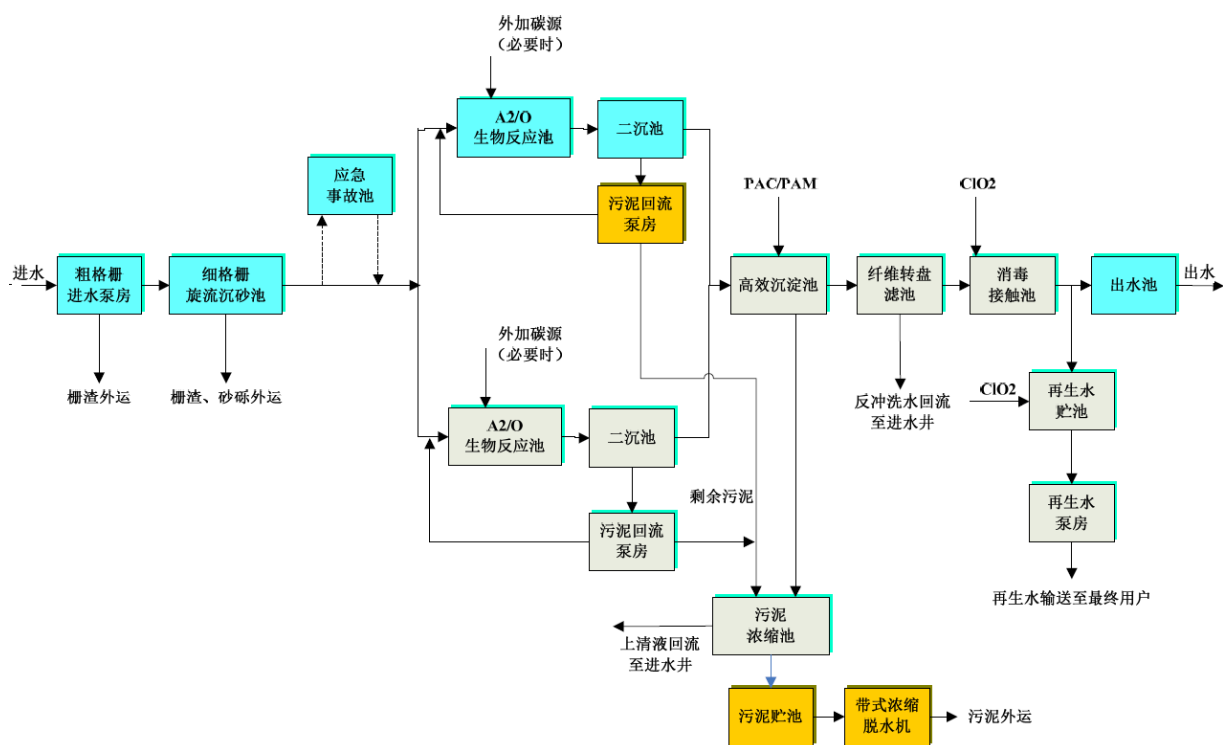 外加碳源
（必要时）
A2/O
生物反应池
二沉池
应急
事故池
污泥回流
泵房
PAC/PAM
ClO2
进水
粗格栅
进水泵房
细格栅
旋流沉砂池
高效沉淀池
纤维转盘
滤池
消毒
接触池
出水池
出水
外加碳源
（必要时）
栅渣外运
栅渣、砂砾外运
反冲洗水回流
至进水井
ClO2
再生水
贮池
A2/O
生物反应池
二沉池
剩余污泥
污泥回流
泵房
再生水
泵房
再生水输送至最终用户
污泥
浓缩池
上清液回流
至进水井
污泥贮池
带式浓缩
脱水机
污泥外运